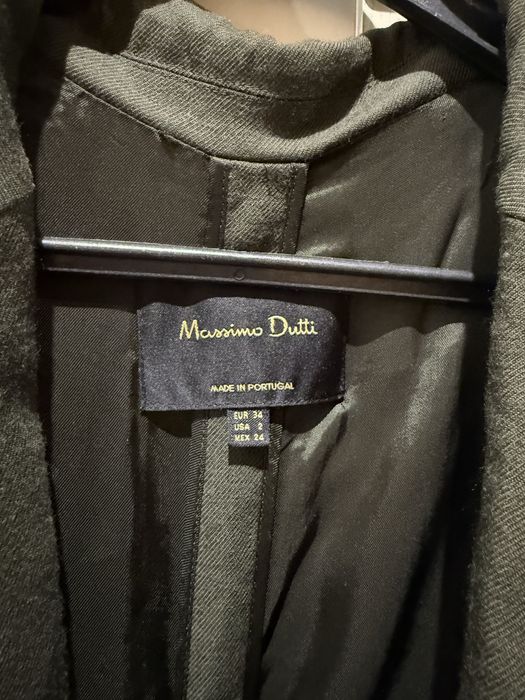 Massimo Dutti
MADE IN PORTUGAL
EUR 34
USA 2
MEX 24